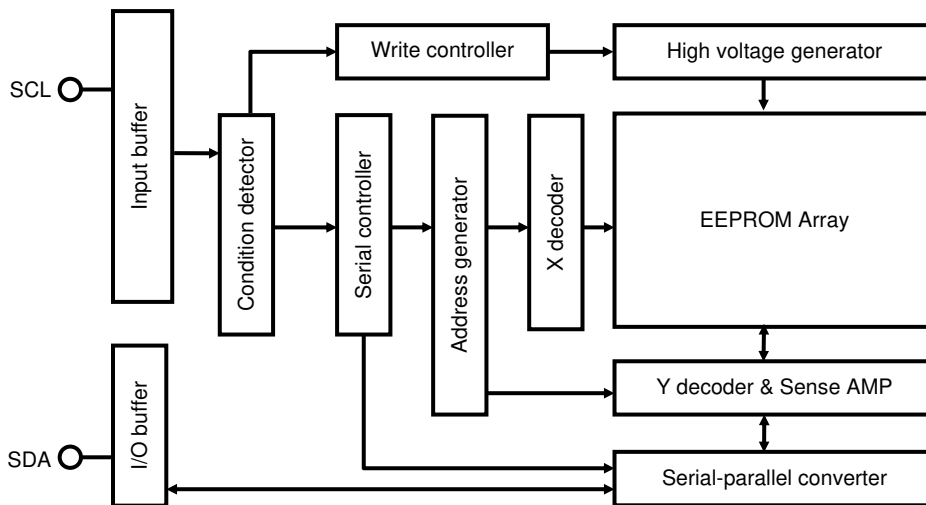 Write controller
High voltage generator
SCL
Input buffer
Condition detector
Serial controller
Address generator
X decoder
EEPROM Array
Y decoder & Sense AMP
SDA
I/O buffer
Serial-parallel converter